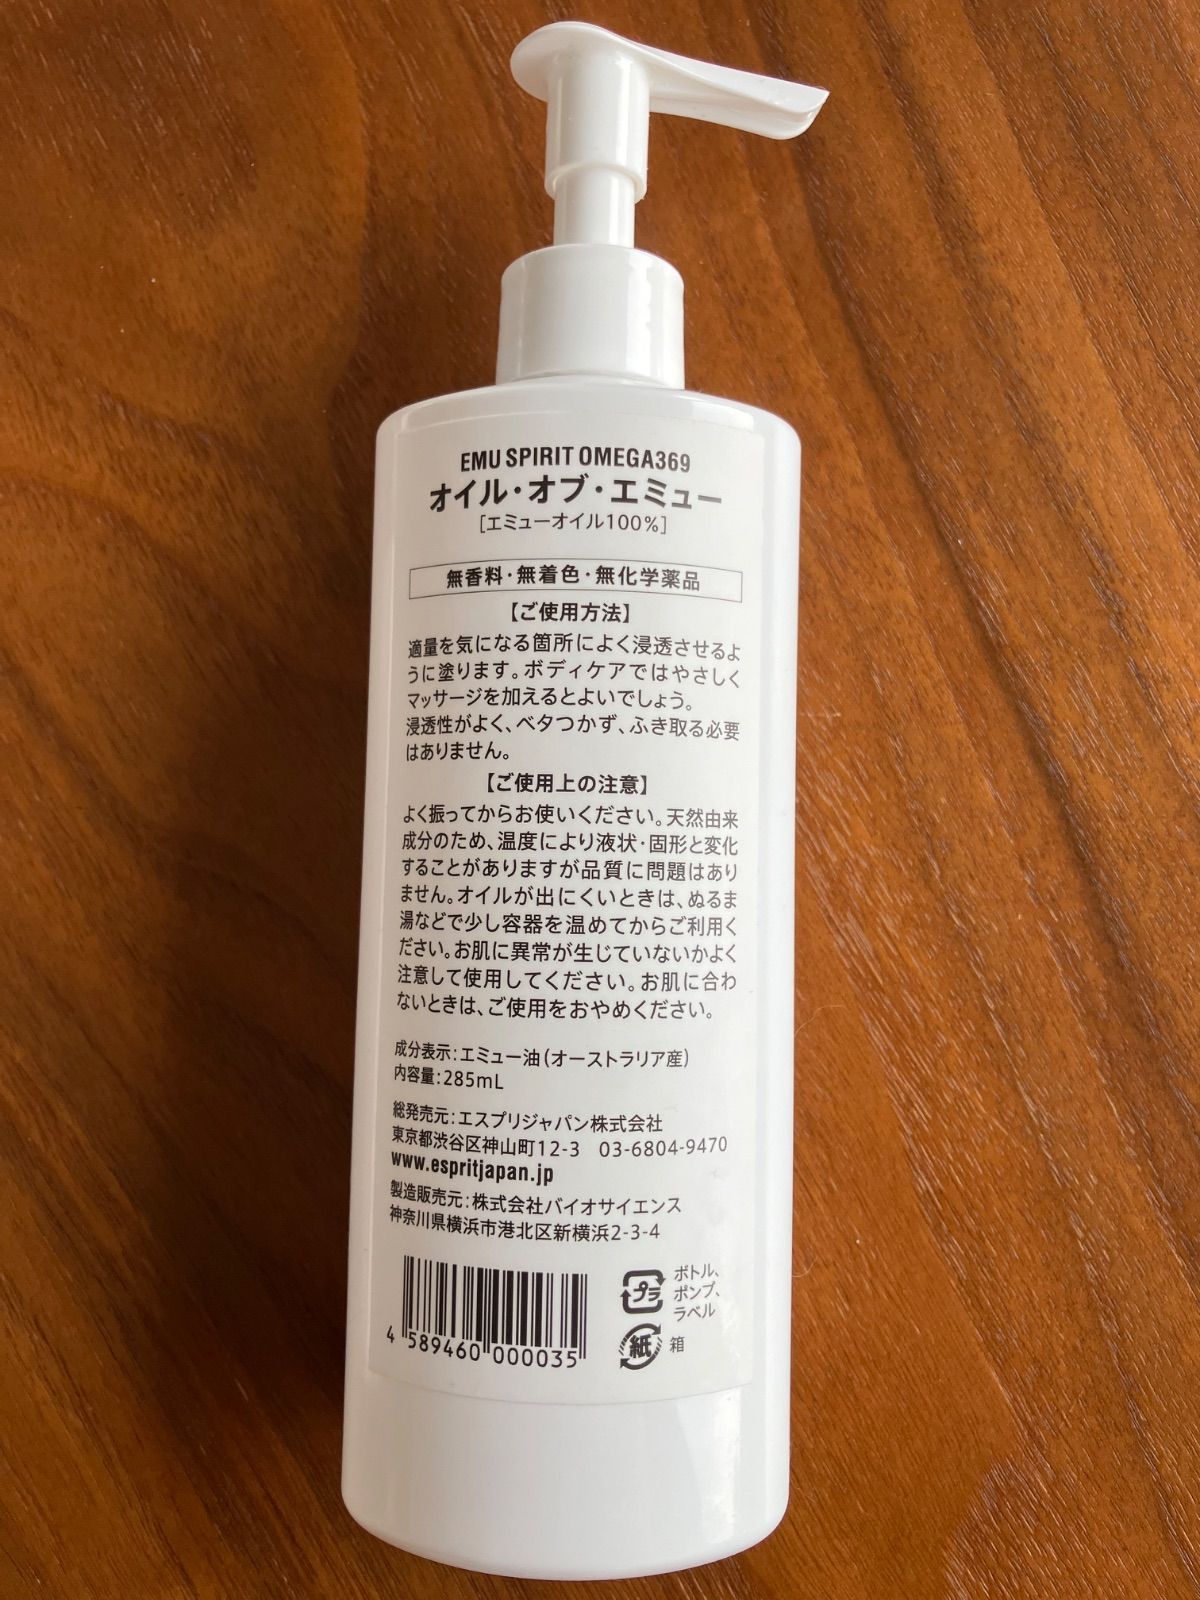 EMU SPIRIT OMEGA369
オイル・オブ・エミュー
[エミューオイル100%]
無香料・無着色・無化学薬品
【ご使用方法】
適量を気になる箇所によく浸透させるよ
うに塗ります。ボディケアではやさしく
マッサージを加えるとよいでしょう。
浸透性がよく、ベタつかず、ふき取る必要
はありません。
【ご使用上の注意】
よく振ってからお使いください。天然由来
成分のため、温度により液状・固形と変化
することがありますが品質に問題はあり
ません。オイルが出にくいときは、ぬるま
湯などで少し容器を温めてからご利用く
ださい。お肌に異常が生じていないかよく
注意して使用してください。お肌に合わ
ないときは、ご使用をおやめください。
成分表示:エミュー油(オーストラリア産)
内容量:285mL
総発売元:エスプリジャパン株式会社
東京都渋谷区神山町12-3 03-6804-9470
www.espritjapan.jp
製造販売元:株式会社バイオサイエンス
神奈川県横浜市港北区新横浜2-3-4
4 589460 000035
プラ ボトル、
ポンプ、
ラベル
紙 箱